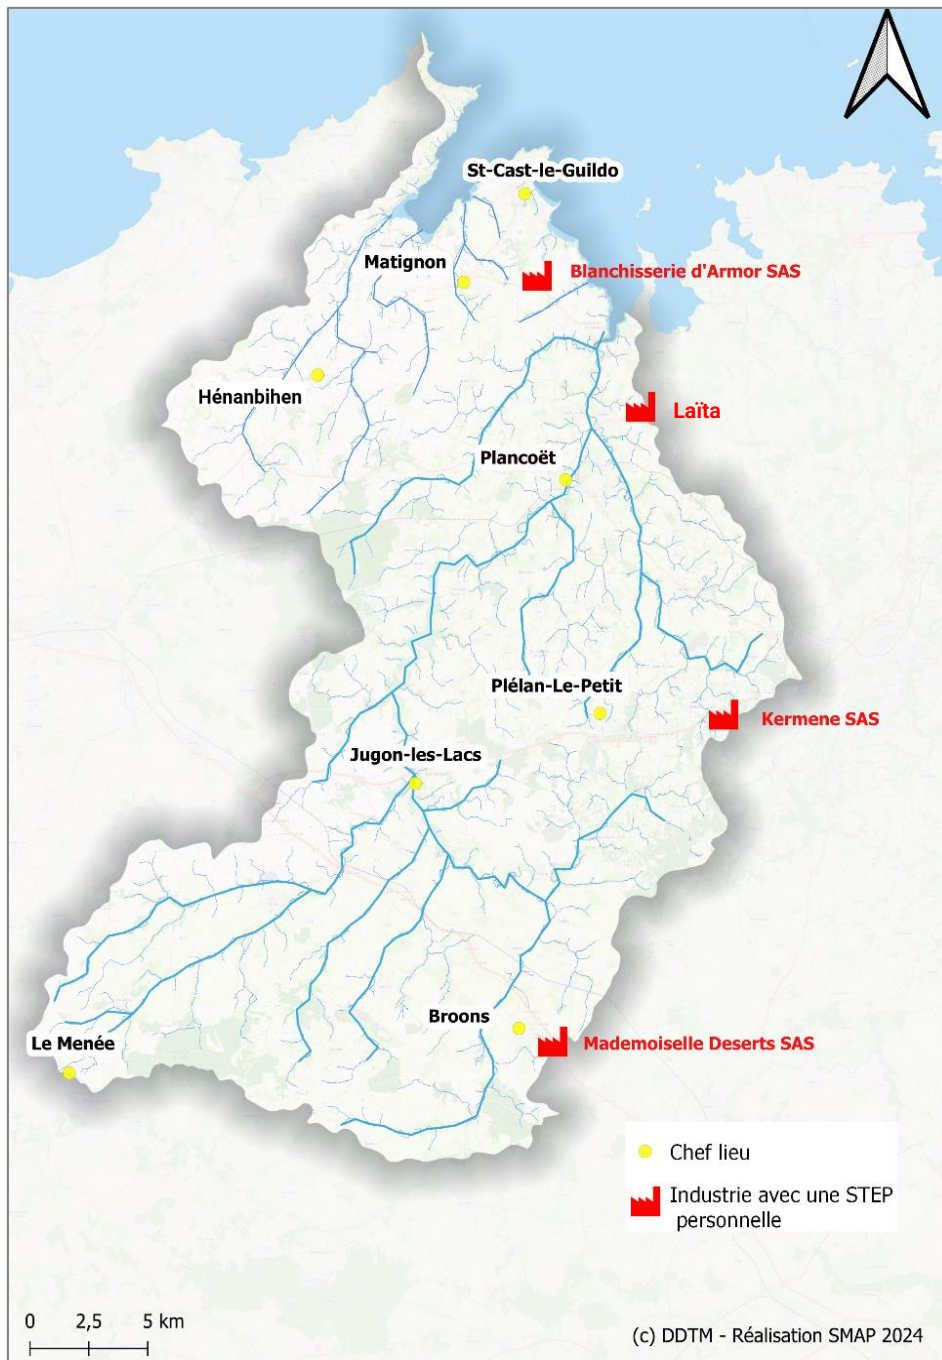 St-Cast-le-Guildo
Matignon
Blanchisserie d'Armor SAS
Hénanbihen
Laïta
Plancoët
Plélan-Le-Petit
Kermene SAS
Jugon-les-Lacs
Broons
Le Menée
Mademoiselle Deserts SAS
Chef lieu
Industrie avec une STEP
personnelle
0 2,5 5 km
(c) DDTM - Réalisation SMAP 2024